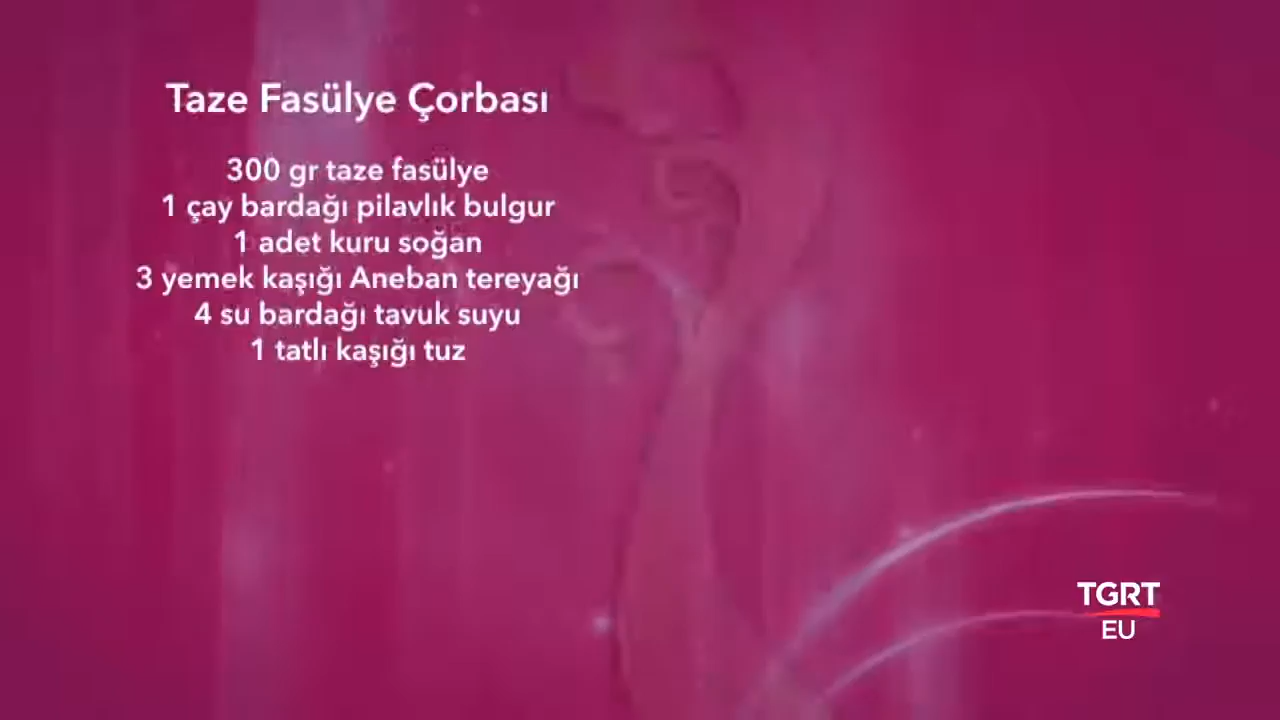 Taze Fasülye Çorbası
300 gr taze fasülye
1 çay bardağı pilavlık bulgur
1 adet kuru soğan
3 yemek kaşığı Aneban tereyağı
4 su bardağı tavuk suyu
1 tatlı kaşığı tuz
TGRT
EU